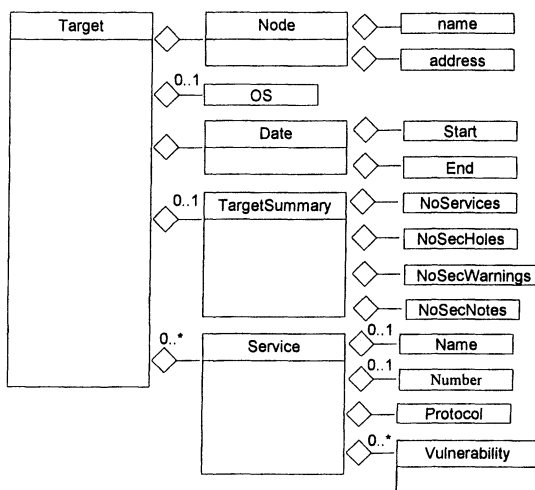 Target
Node
name
address
0..1
OS
Date
Start
End
0..1
TargetSummary
NoServices
NoSecHoles
NoSecWarnings
NoSecNotes
0..*
Service
0..1
Name
0..1
Number
Protocol
0..*
Vulnerability